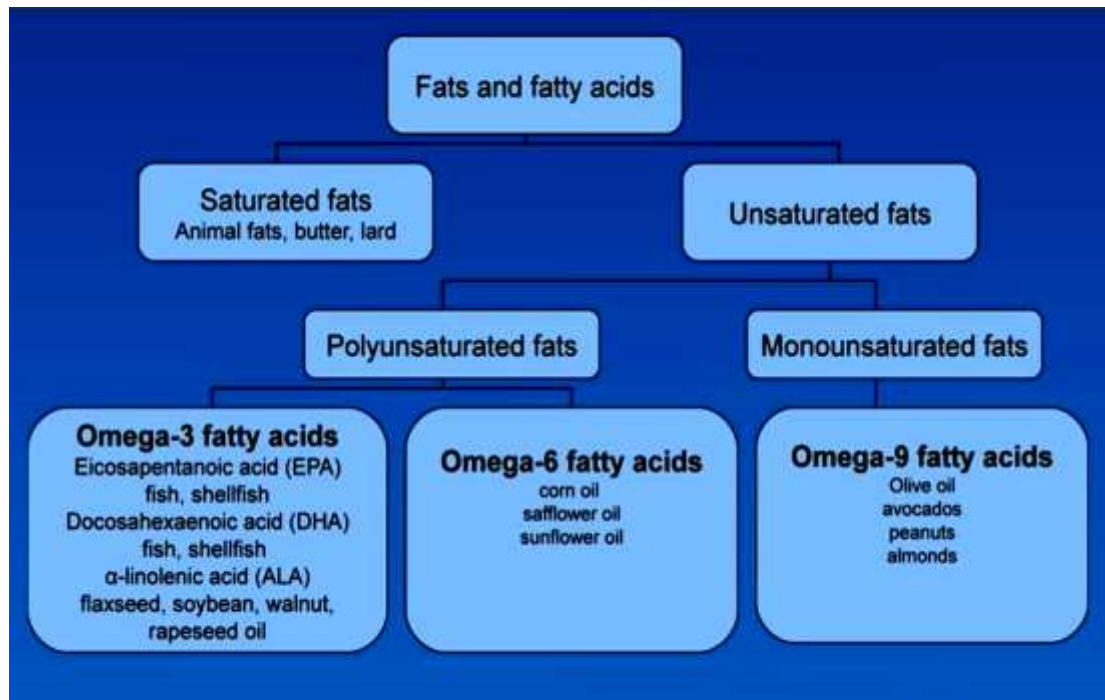 Fats and fatty acids
Saturated fats
Animal fats, butter, lard
Unsaturated fats
Polyunsaturated fats
Monounsaturated fats
Omega-3 fatty acids
Eicosapentanoic acid (EPA)
fish, shellfish
Docosahexaenoic acid (DHA)
fish, shellfish
α-linolenic acid (ALA)
flaxseed, soybean, walnut,
rapeseed oil
Omega-6 fatty acids
corn oil
safflower oil
sunflower oil
Omega-9 fatty acids
Olive oil
avocados
peanuts
almonds